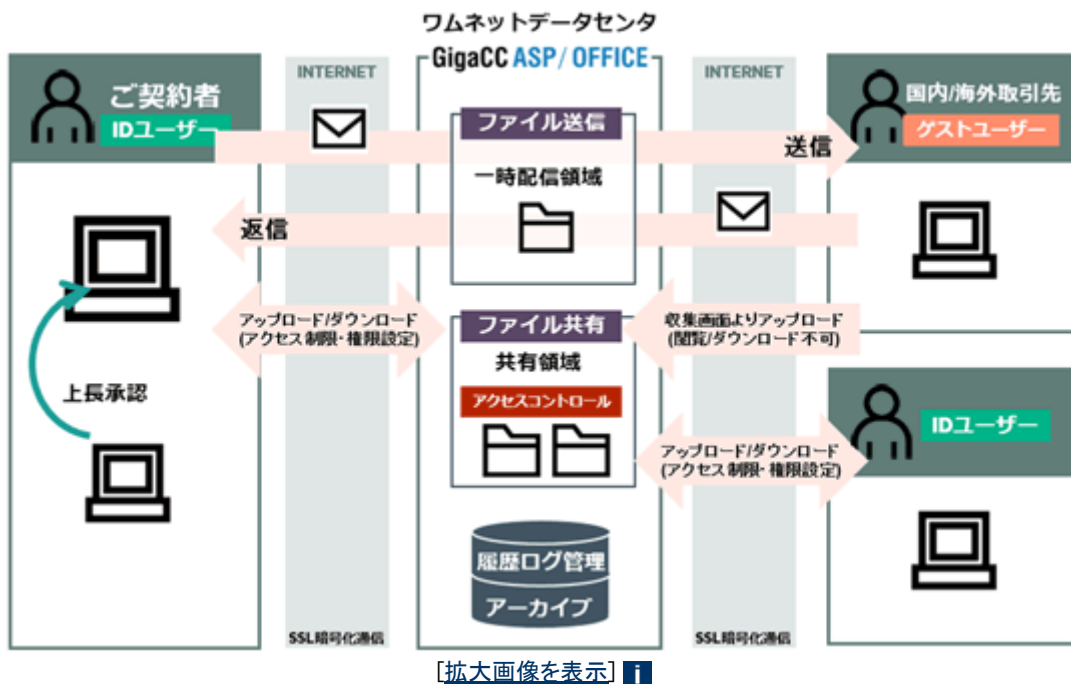 ワムネットデータセンタ
GigaCC ASP/OFFICE
ご契約者
IDユーザー
INTERNET
INTERNET
国内/海外取引先
ゲストユーザー
ファイル送信
送信
一時配信領域
返信
アップロード/ダウンロード
(アクセス制限・権限設定)
ファイル共有
収集画面よりアップロード
(閲覧/ダウンロード不可)
共有領域
アクセスコントロール
上長承認
IDユーザー
アップロード/ダウンロード
(アクセス制限・権限設定)
履歴ログ管理
アーカイブ
SSL暗号化通信
SSL暗号化通信
[拡大画像を表示] i